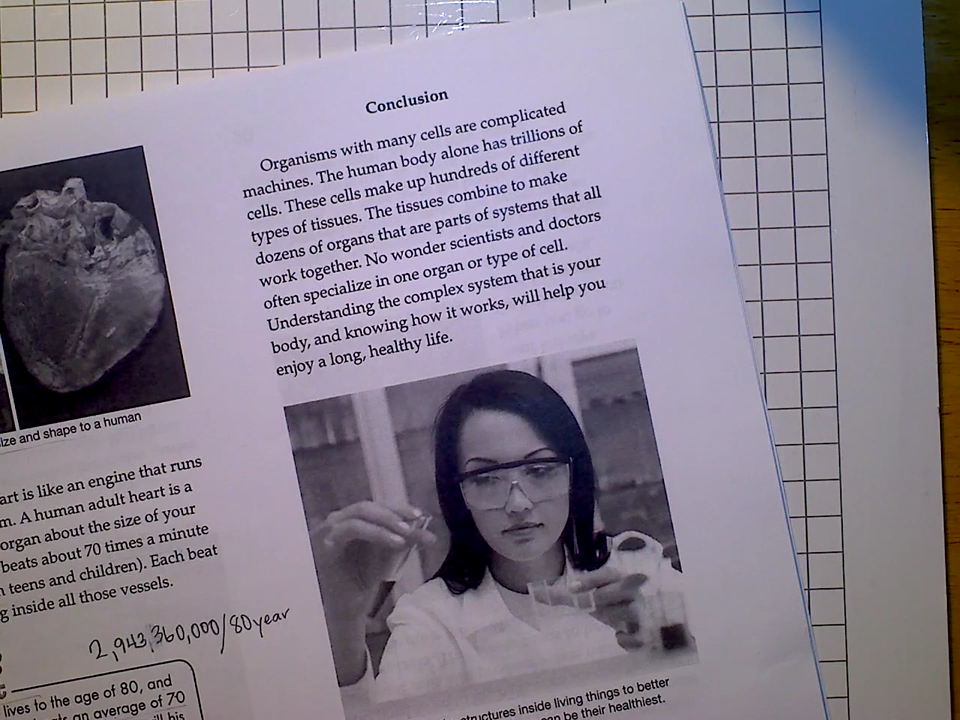 ize and shape to a human
art is like an engine that runs
m. A human adult heart is a
organ about the size of your
beats about 70 times a minute
n teens and children). Each beat
g inside all those vessels.
2,943,360,000/80year
lives to the age of 80, and
an average of 70
Conclusion
Organisms with many cells are complicated
machines. The human body alone has trillions of
cells. These cells make up hundreds of different
types of tissues. The tissues combine to make
dozens of organs that are parts of systems that all
work together. No wonder scientists and doctors
often specialize in one organ or type of cell.
Understanding the complex system that is your
body, and knowing how it works, will help you
enjoy a long, healthy life.
structures inside living things to better
can be their healthiest.